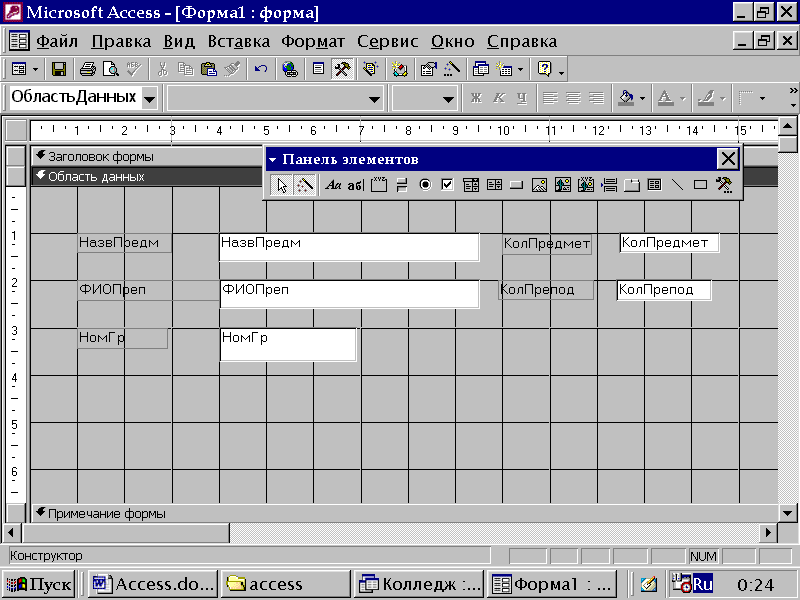 Microsoft Access - [Форма1 : форма]
Файл Правка Вид Вставка Формат Сервис Окно Справка
ОбластьДанных Ж К Ч
1 2 3 4 5 6 7 8 9 10 11 12 13 14 15
Заголовок формы
Панель элементов
Область данных
Aa аб
1 НазвПредм НазвПредм КолПредмет КолПредмет
2 ФИОПреп ФИОПреп КолПрепод КолПрепод
3 НомГр НомГр
4
5
6
Примечание формы
Конструктор NUM
Пуск Access.do... access Колледж :... Форма1 : ... Ru 0:24